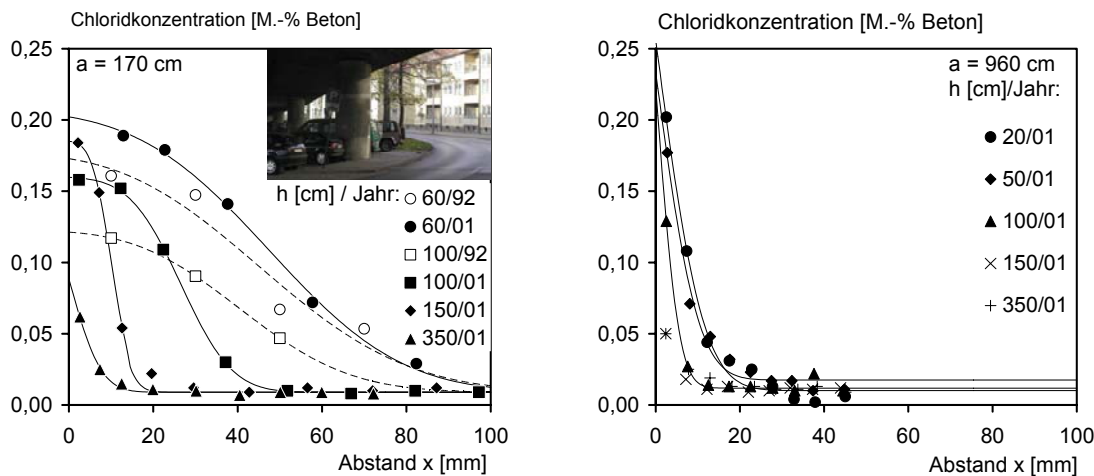 Chloridkonzentration [M.-% Beton]
0,25
0,20
0,15
0,10
0,05
0,00
a = 170 cm
h [cm] / Jahr:
60/92
60/01
100/92
100/01
150/01
350/01
0 20 40 60 80 100
Abstand x [mm]
Chloridkonzentration [M.-% Beton]
0,25
0,20
0,15
0,10
0,05
0,00
a = 960 cm
h [cm]/Jahr:
20/01
50/01
100/01
150/01
350/01
0 20 40 60 80 100
Abstand x [mm]